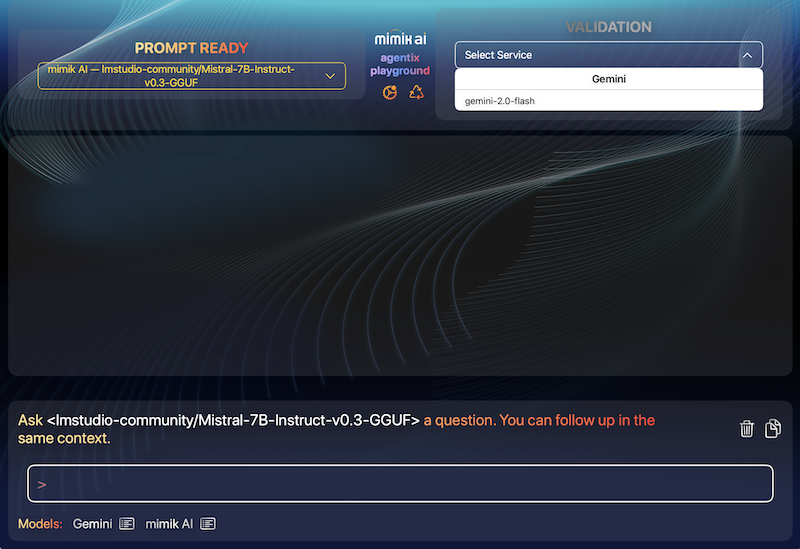 PROMPT READY
mimik AI — lmstudio-community/Mistral-7B-Instruct-
v0.3-GGUF
mimik ai
agentix
playground
VALIDATION
Select Service
Gemini
gemini-2.0-flash
Ask <lmstudio-community/Mistral-7B-Instruct-v0.3-GGUF> a question. You can follow up in the
same context.
>
Models: Gemini mimik AI